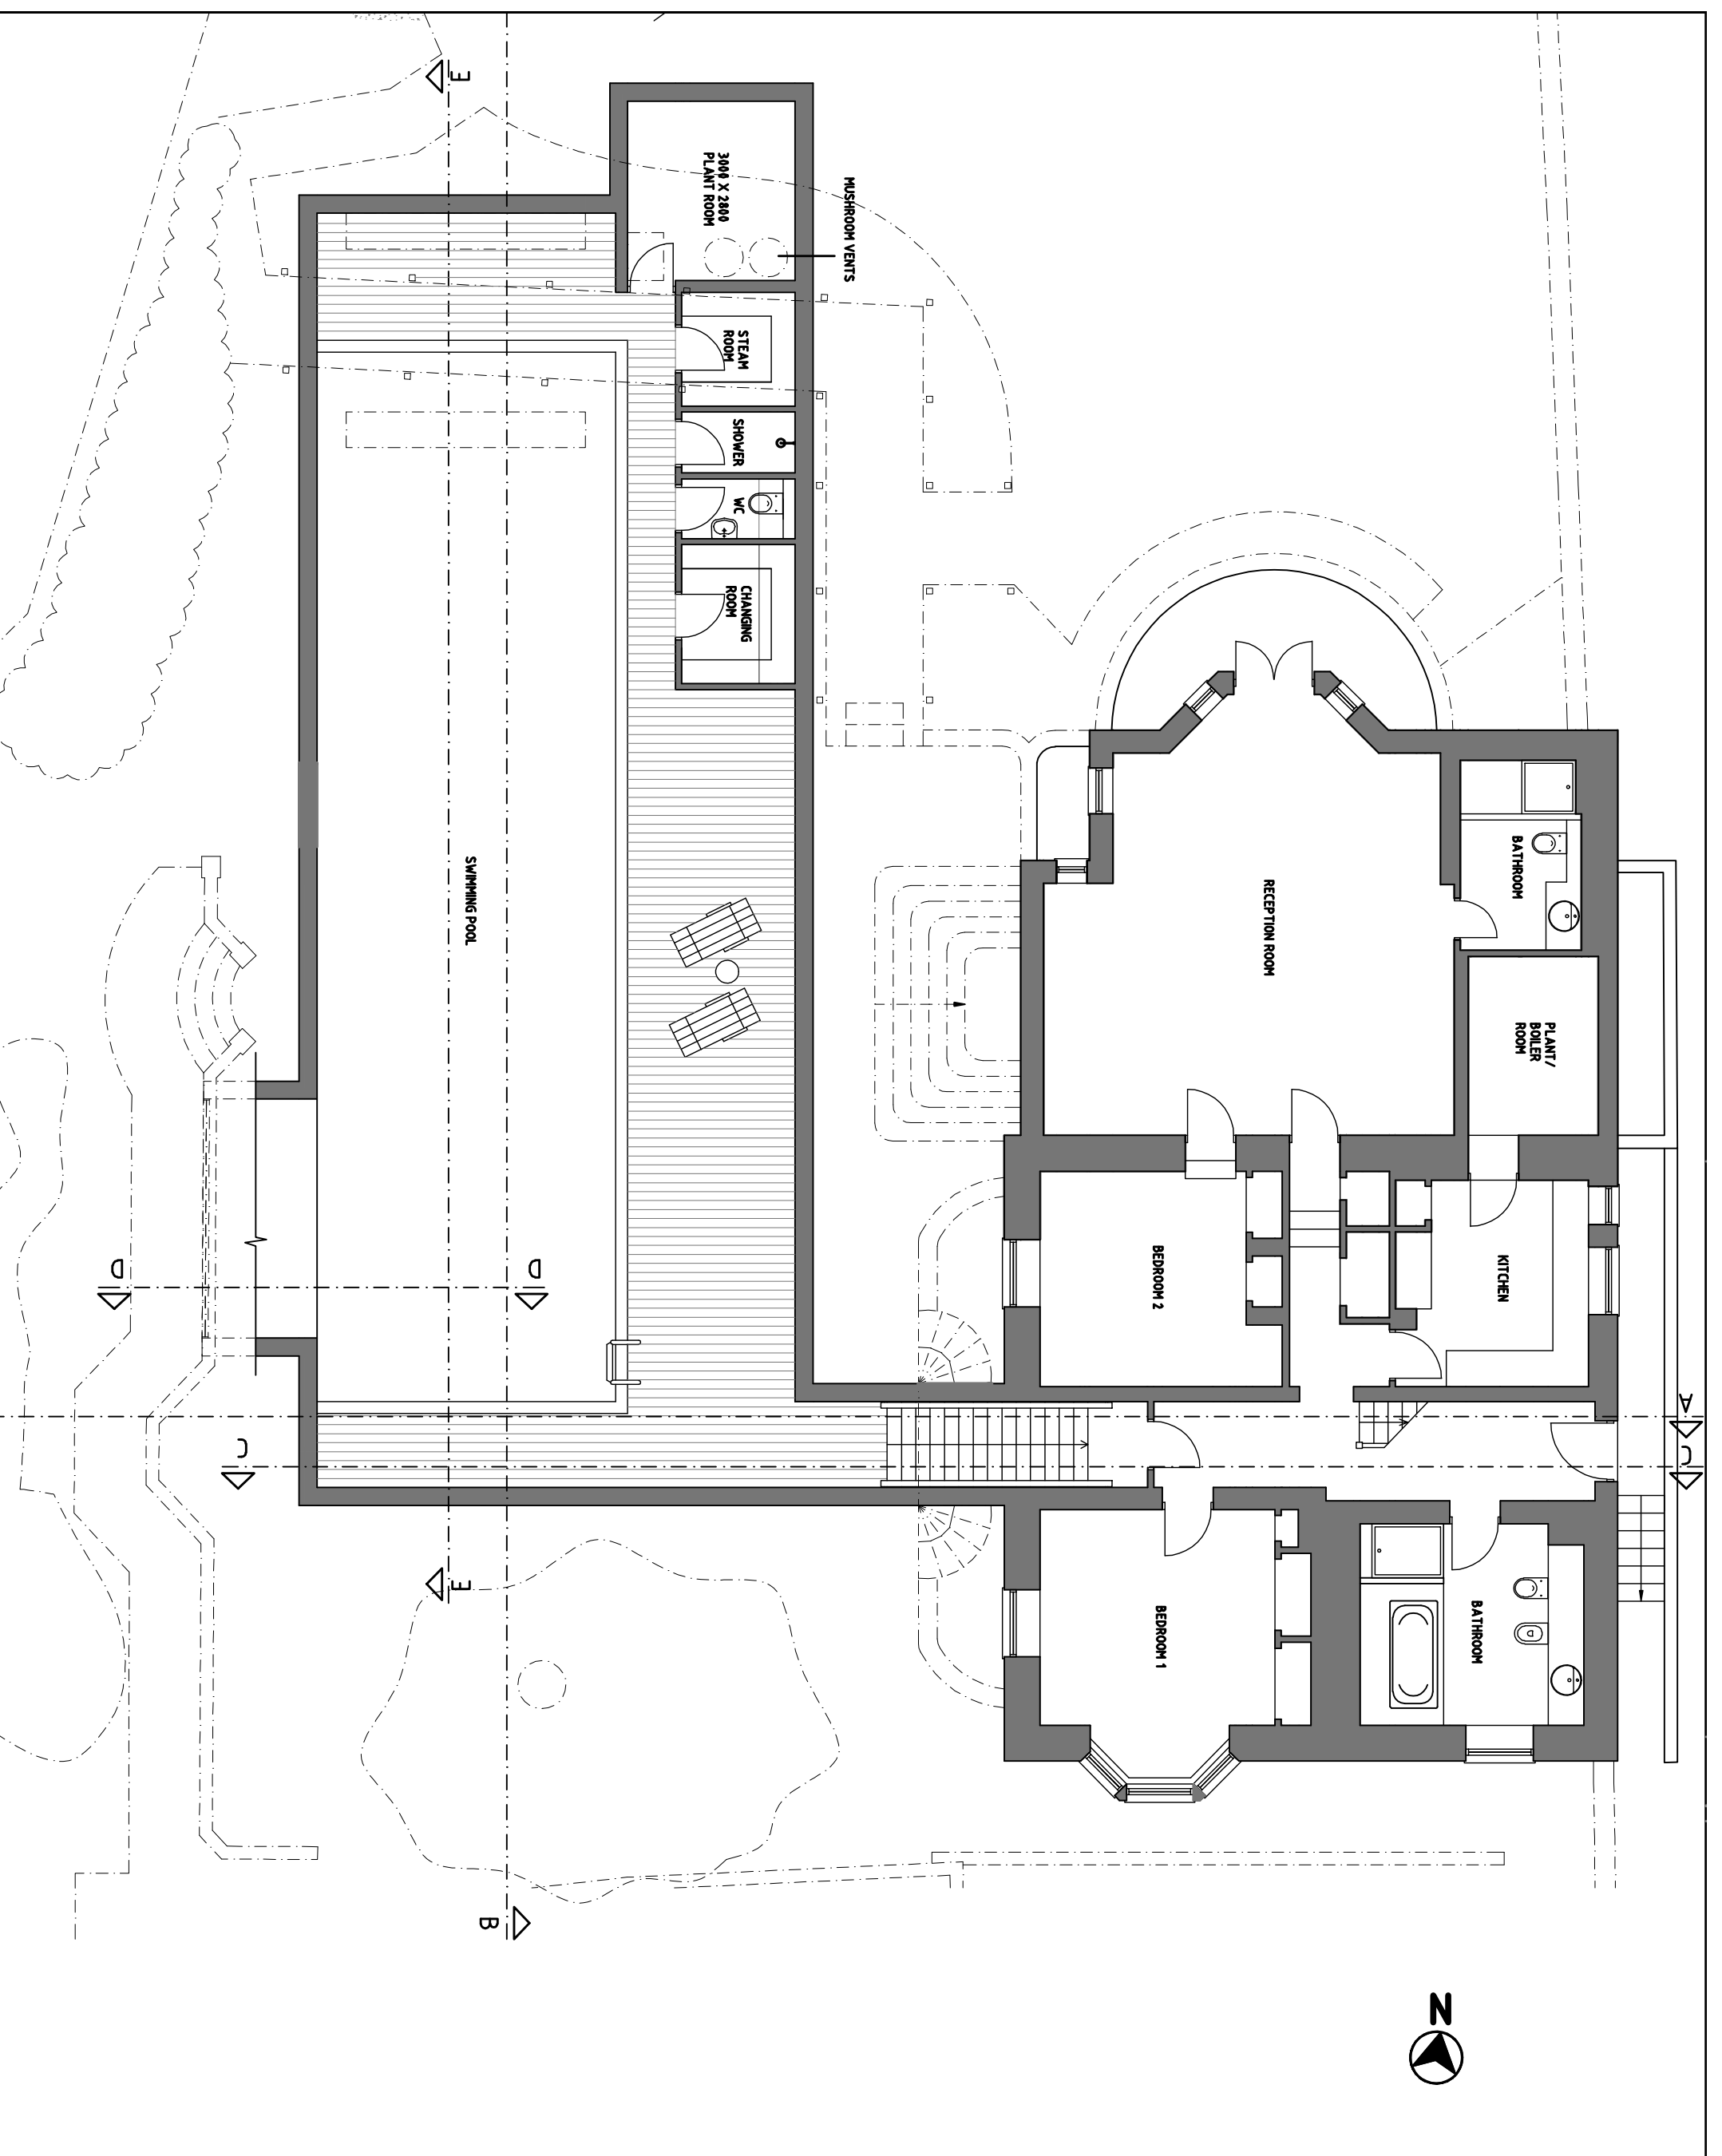 E
3000 X 2800
PLANT ROOM
MUSHROOM VENTS
STEAM
ROOM
SHOWER
WC
CHANGING
ROOM
SWIMMING POOL
RECEPTION ROOM
BATHROOM
PLANT/
BOILER
ROOM
BEDROOM 2
KITCHEN
D
D
A
C
C
E
BEDROOM 1
BATHROOM
B
N